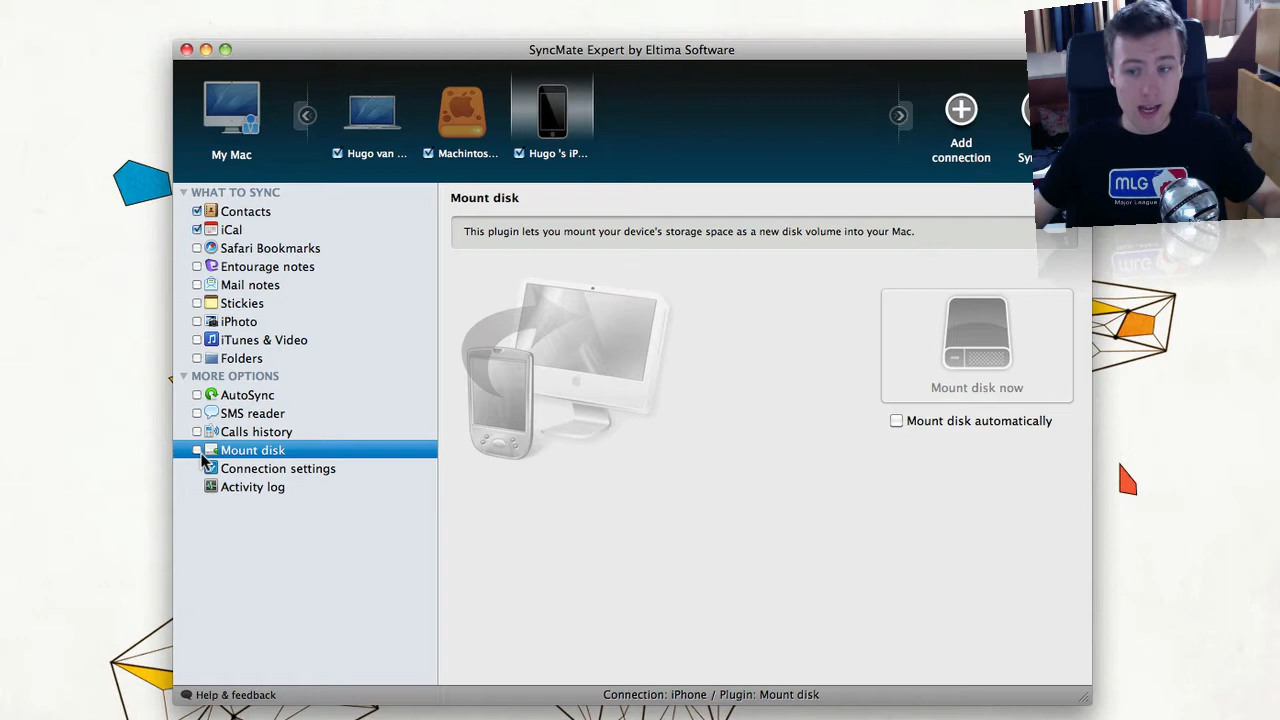 SyncMate Expert by Eltima Software
My Mac
Hugo van ...
Machintos...
Hugo 's iP...
Add
connection
MLG
Major League
WHAT TO SYNC
Contacts
iCal
Safari Bookmarks
Entourage notes
Mail notes
Stickies
iPhoto
iTunes & Video
Folders
MORE OPTIONS
AutoSync
SMS reader
Calls history
Mount disk
Connection settings
Activity log
Mount disk
This plugin lets you mount your device's storage space as a new disk volume into your Mac.
Mount disk now
Mount disk automatically
Help & feedback
Connection: iPhone / Plugin: Mount disk